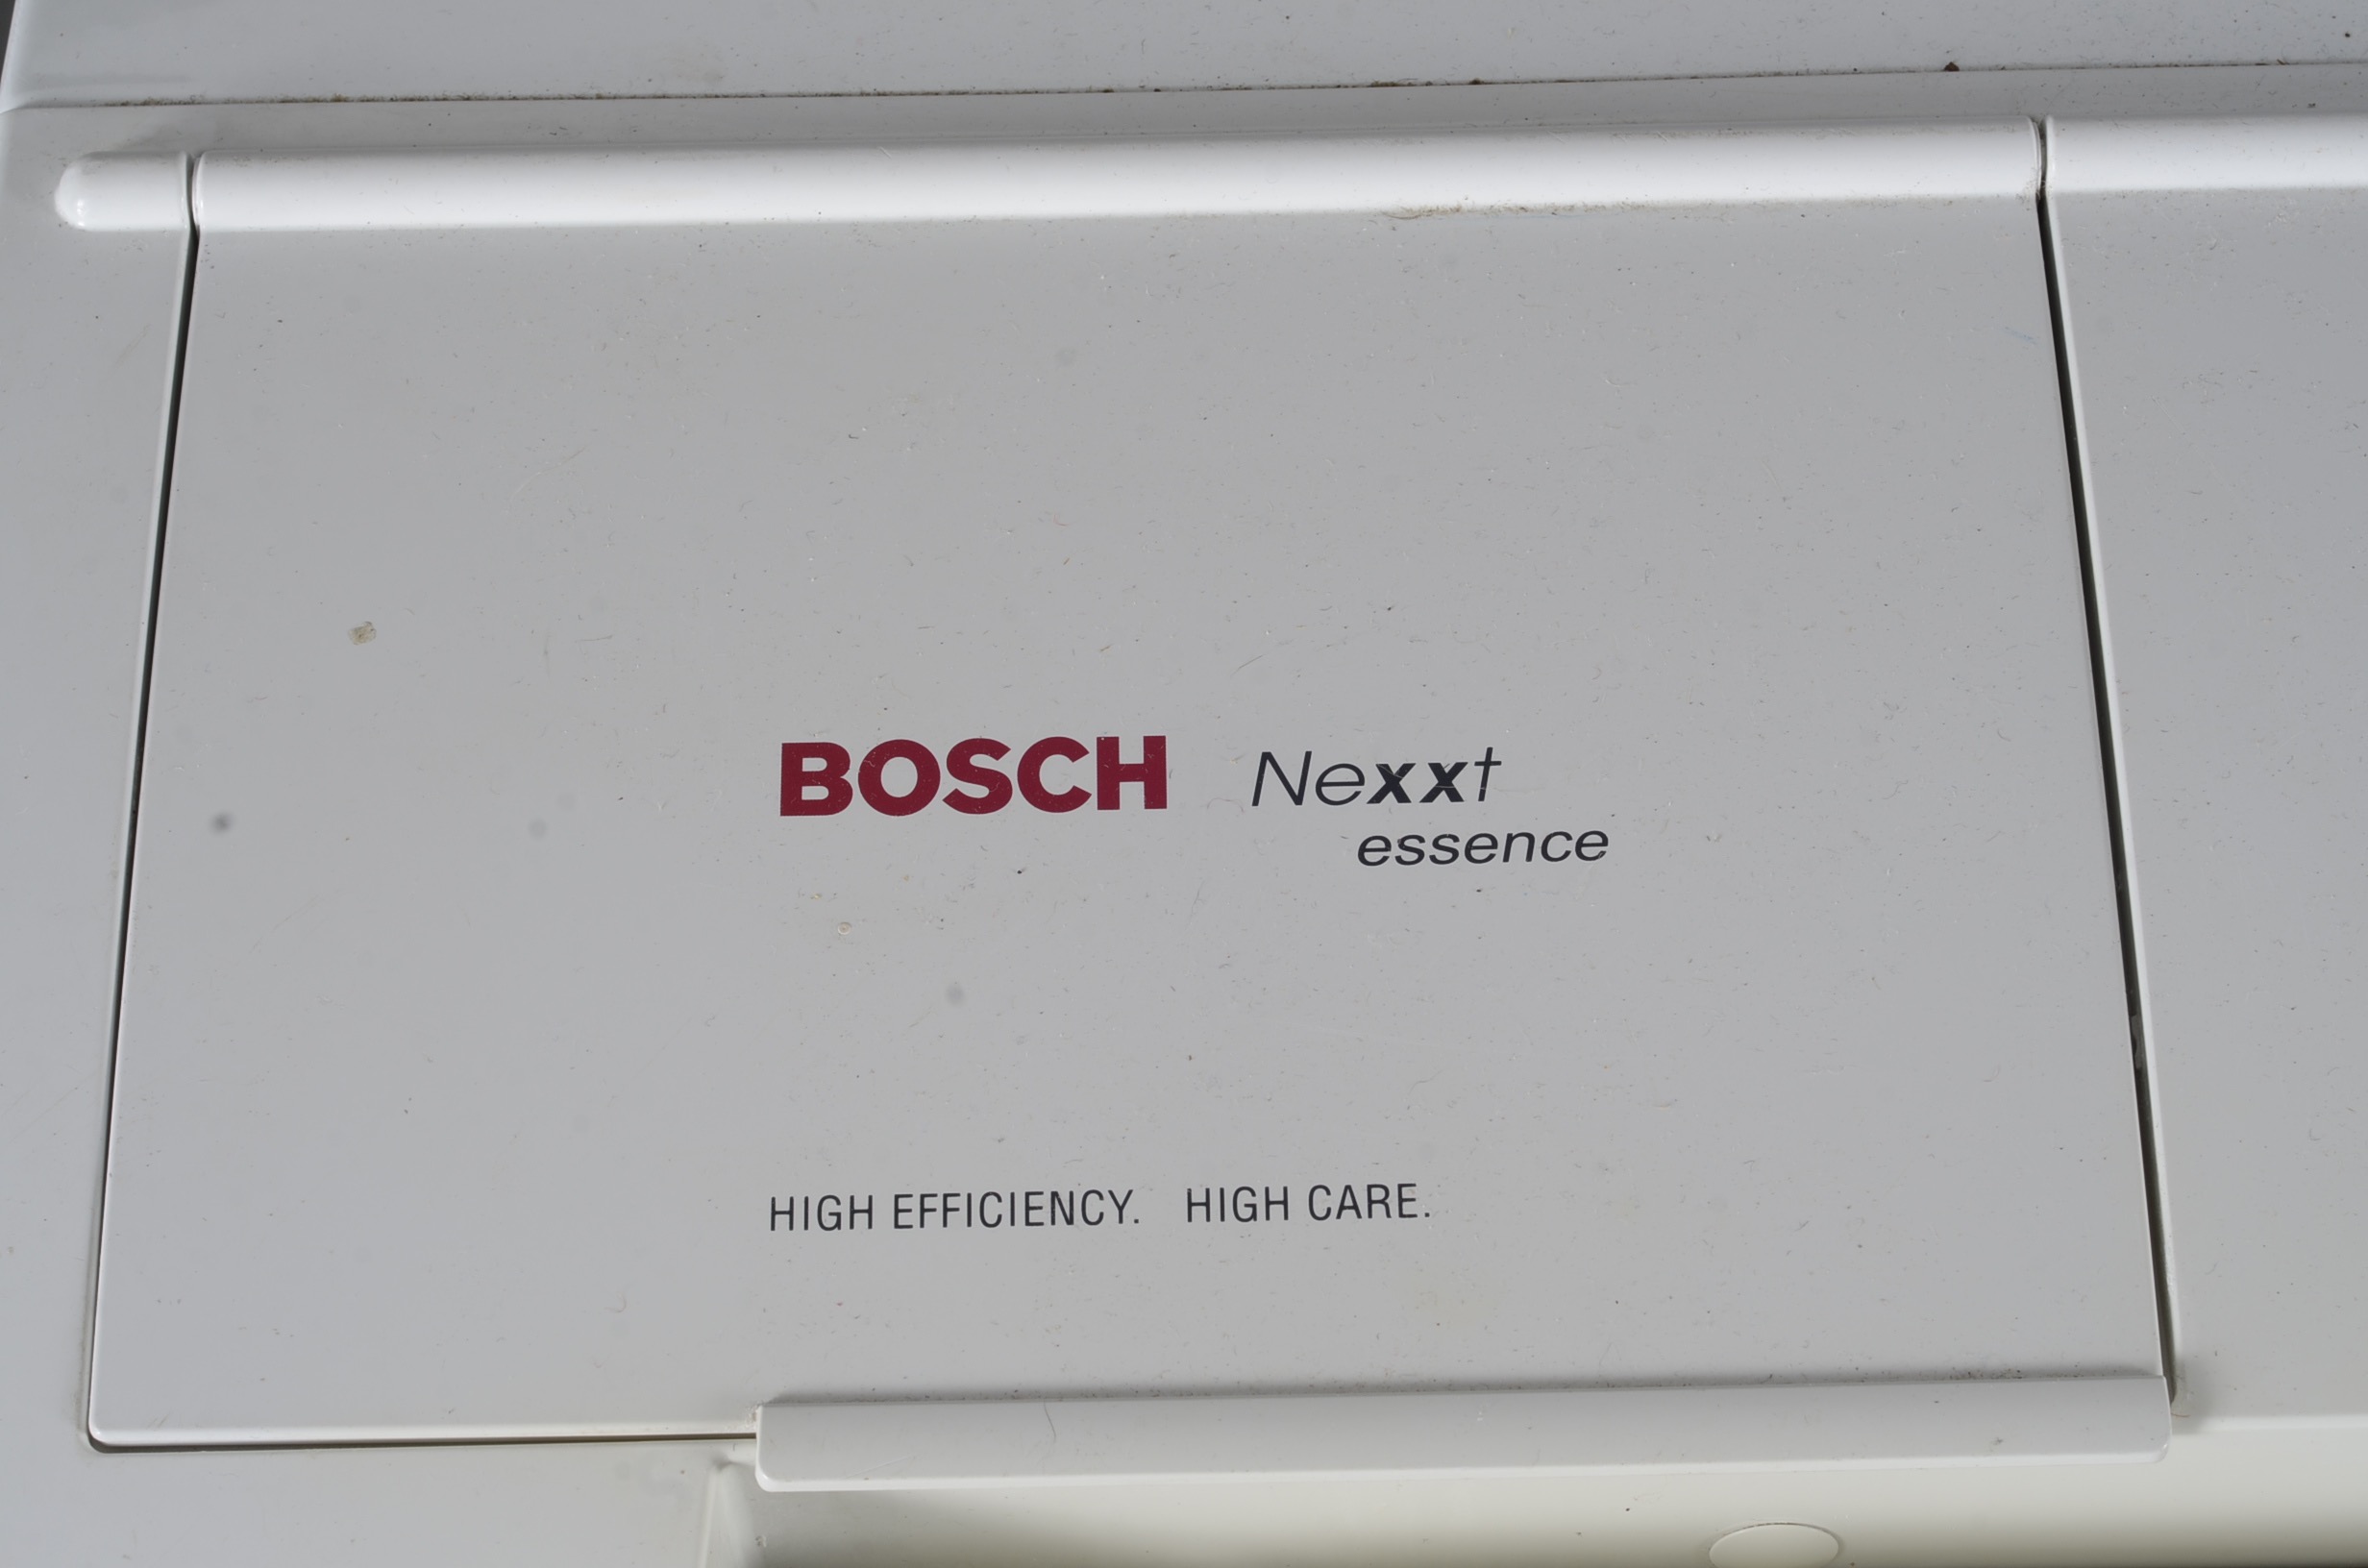 BOSCH Nexxt
essence
HIGH EFFICIENCY. HIGH CARE.